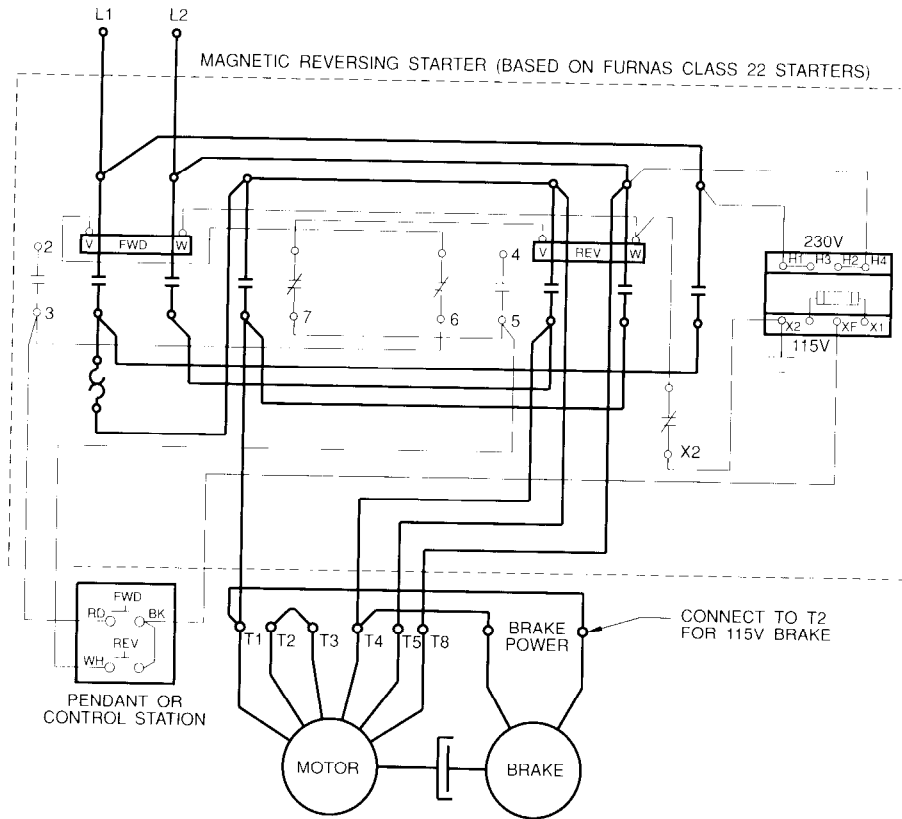 L1 L2
MAGNETIC REVERSING STARTER (BASED ON FURNAS CLASS 22 STARTERS)
V FWD W
2
4
V REV W
230V
H1 H3 H2 H4
3
7
6
5
X2 XF X1
115V
X2
FWD
RD BK
REV
WH
PENDANT OR
CONTROL STATION
T1 T2 T3 T4 T5 T8
BRAKE
POWER
CONNECT TO T2
FOR 115V BRAKE
MOTOR
BRAKE